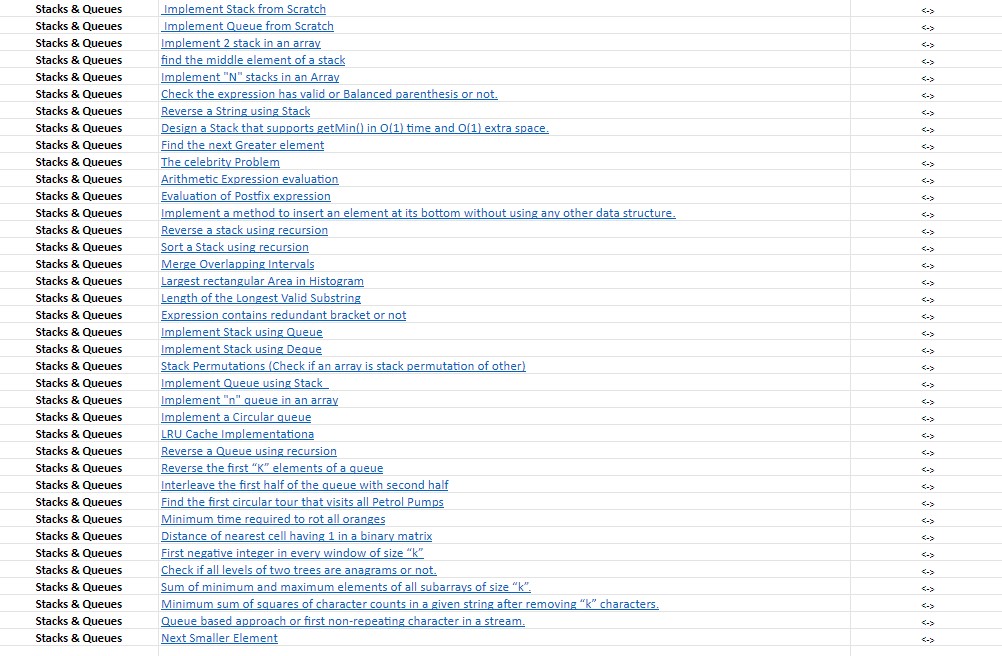 Stacks & Queues Implement Stack from Scratch <->
Stacks & Queues Implement Queue from Scratch <->
Stacks & Queues Implement 2 stack in an array <->
Stacks & Queues find the middle element of a stack <->
Stacks & Queues Implement "N" stacks in an Array <->
Stacks & Queues Check the expression has valid or Balanced parenthesis or not. <->
Stacks & Queues Reverse a String using Stack <->
Stacks & Queues Design a Stack that supports getMin() in O(1) time and O(1) extra space. <->
Stacks & Queues Find the next Greater element <->
Stacks & Queues The celebrity Problem <->
Stacks & Queues Arithmetic Expression evaluation <->
Stacks & Queues Evaluation of Postfix expression <->
Stacks & Queues Implement a method to insert an element at its bottom without using any other data structure. <->
Stacks & Queues Reverse a stack using recursion <->
Stacks & Queues Sort a Stack using recursion <->
Stacks & Queues Merge Overlapping Intervals <->
Stacks & Queues Largest rectangular Area in Histogram <->
Stacks & Queues Length of the Longest Valid Substring <->
Stacks & Queues Expression contains redundant bracket or not <->
Stacks & Queues Implement Stack using Queue <->
Stacks & Queues Implement Stack using Deque <->
Stacks & Queues Stack Permutations (Check if an array is stack permutation of other) <->
Stacks & Queues Implement Queue using Stack <->
Stacks & Queues Implement "n" queue in an array <->
Stacks & Queues Implement a Circular queue <->
Stacks & Queues LRU Cache Implementationa <->
Stacks & Queues Reverse a Queue using recursion <->
Stacks & Queues Reverse the first “K” elements of a queue <->
Stacks & Queues Interleave the first half of the queue with second half <->
Stacks & Queues Find the first circular tour that visits all Petrol Pumps <->
Stacks & Queues Minimum time required to rot all oranges <->
Stacks & Queues Distance of nearest cell having 1 in a binary matrix <->
Stacks & Queues First negative integer in every window of size “k” <->
Stacks & Queues Check if all levels of two trees are anagrams or not. <->
Stacks & Queues Sum of minimum and maximum elements of all subarrays of size “k”. <->
Stacks & Queues Minimum sum of squares of character counts in a given string after removing “k” characters. <->
Stacks & Queues Queue based approach or first non-repeating character in a stream. <->
Stacks & Queues Next Smaller Element <->